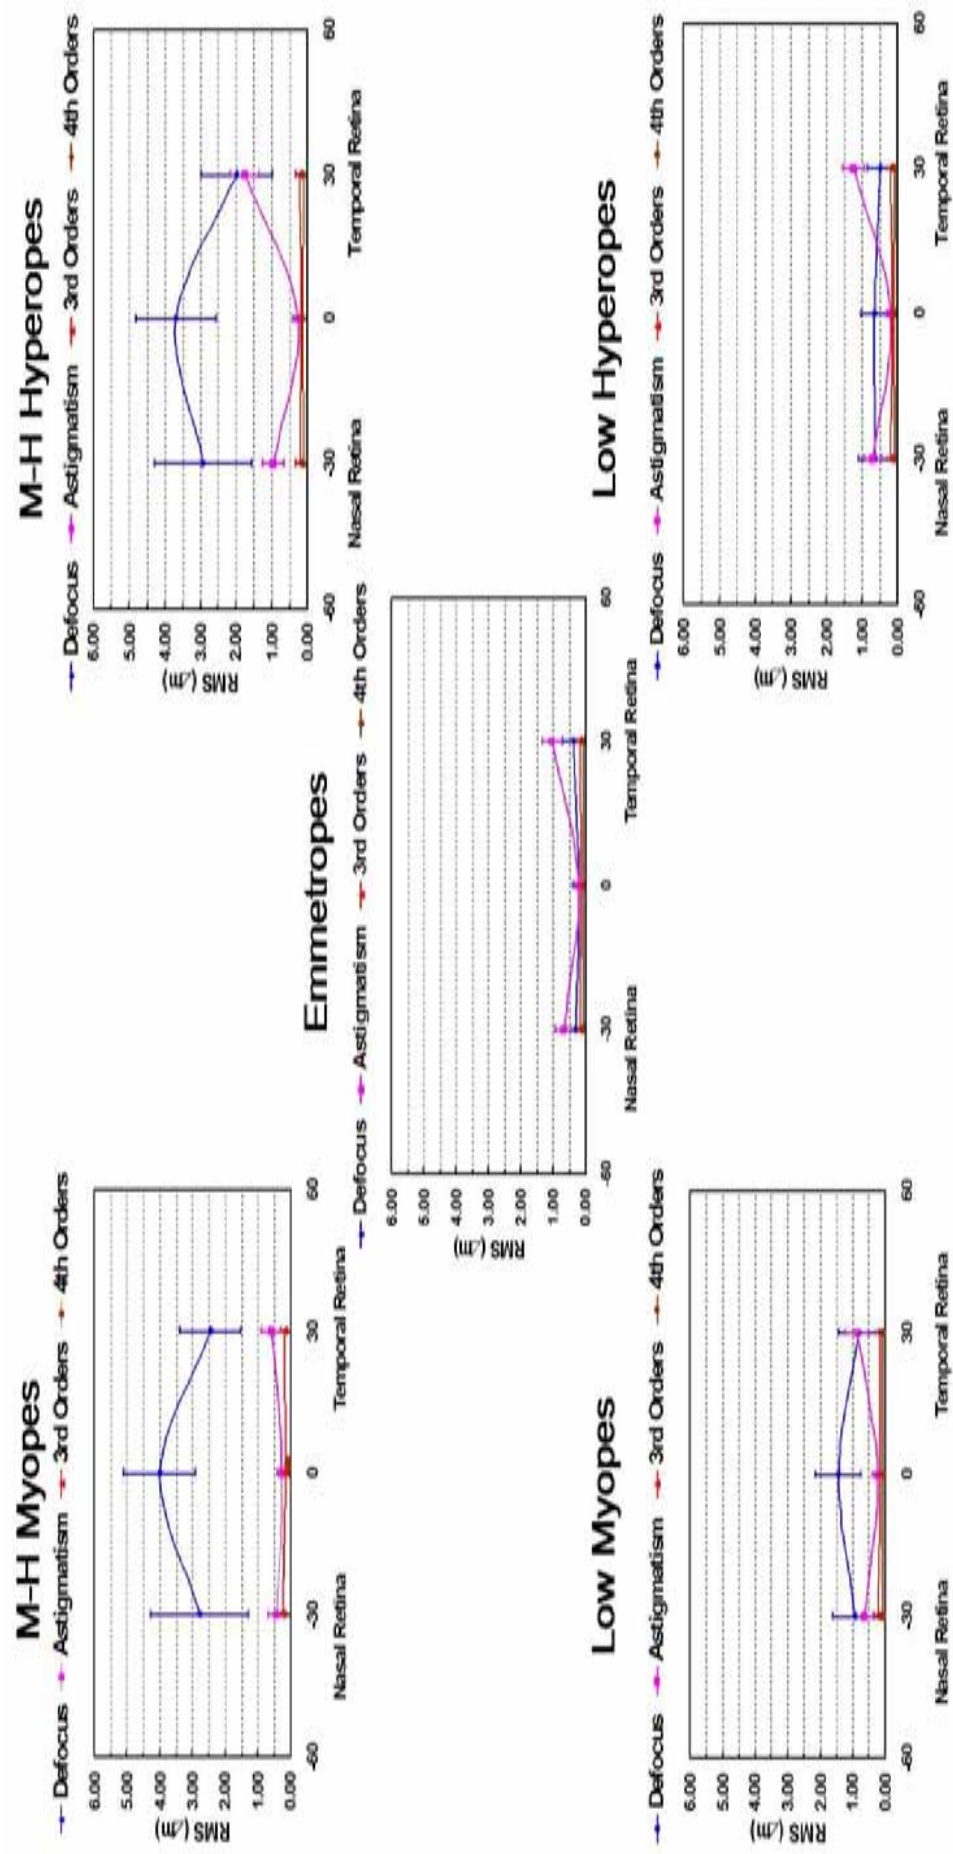 M-H Myopes
Defocus Astigmatism 3rd Orders 4th Orders
6.00
5.00
4.00
3.00
2.00
1.00
0.00
RMS
-60 -30 0 30 60
Nasal Retina Temporal Retina
M-H Hyperopes
Defocus Astigmatism 3rd Orders 4th Orders
6.00
5.00
4.00
3.00
2.00
1.00
0.00
RMS
-60 -30 0 30 60
Nasal Retina Temporal Retina
Emmetropes
Defocus Astigmatism 3rd Orders 4th Orders
6.00
5.00
4.00
3.00
2.00
1.00
0.00
RMS
-60 -30 0 30 60
Nasal Retina Temporal Retina
Low Myopes
Defocus Astigmatism 3rd Orders 4th Orders
6.00
5.00
4.00
3.00
2.00
1.00
0.00
RMS
-60 -30 0 30 60
Nasal Retina Temporal Retina
Low Hyperopes
Defocus Astigmatism 3rd Orders 4th Orders
6.00
5.00
4.00
3.00
2.00
1.00
0.00
RMS
-60 -30 0 30 60
Nasal Retina Temporal Retina